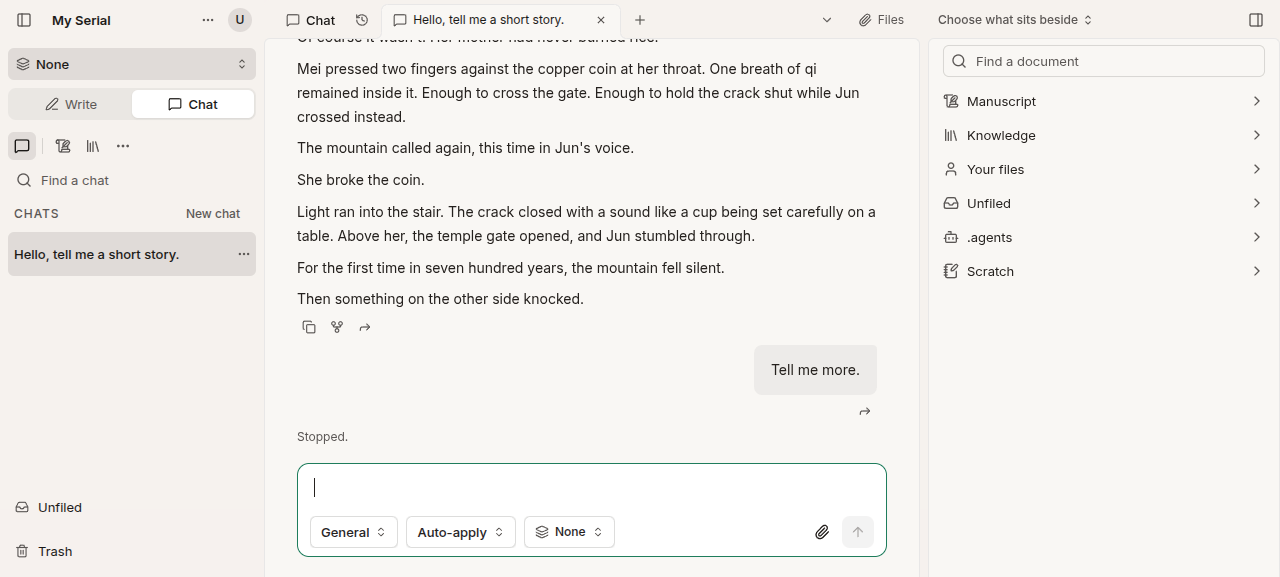 My Serial
U
None
Write
Chat
Find a chat
CHATS
New chat
Hello, tell me a short story.
Unfiled
Trash
Chat
Hello, tell me a short story.
Files
Mei pressed two fingers against the copper coin at her throat. One breath of qi
remained inside it. Enough to cross the gate. Enough to hold the crack shut while Jun
crossed instead.
The mountain called again, this time in Jun's voice.
She broke the coin.
Light ran into the stair. The crack closed with a sound like a cup being set carefully on a
table. Above her, the temple gate opened, and Jun stumbled through.
For the first time in seven hundred years, the mountain fell silent.
Then something on the other side knocked.
Tell me more.
Stopped.
General
Auto-apply
None
Choose what sits beside
Find a document
Manuscript
Knowledge
Your files
Unfiled
.agents
Scratch